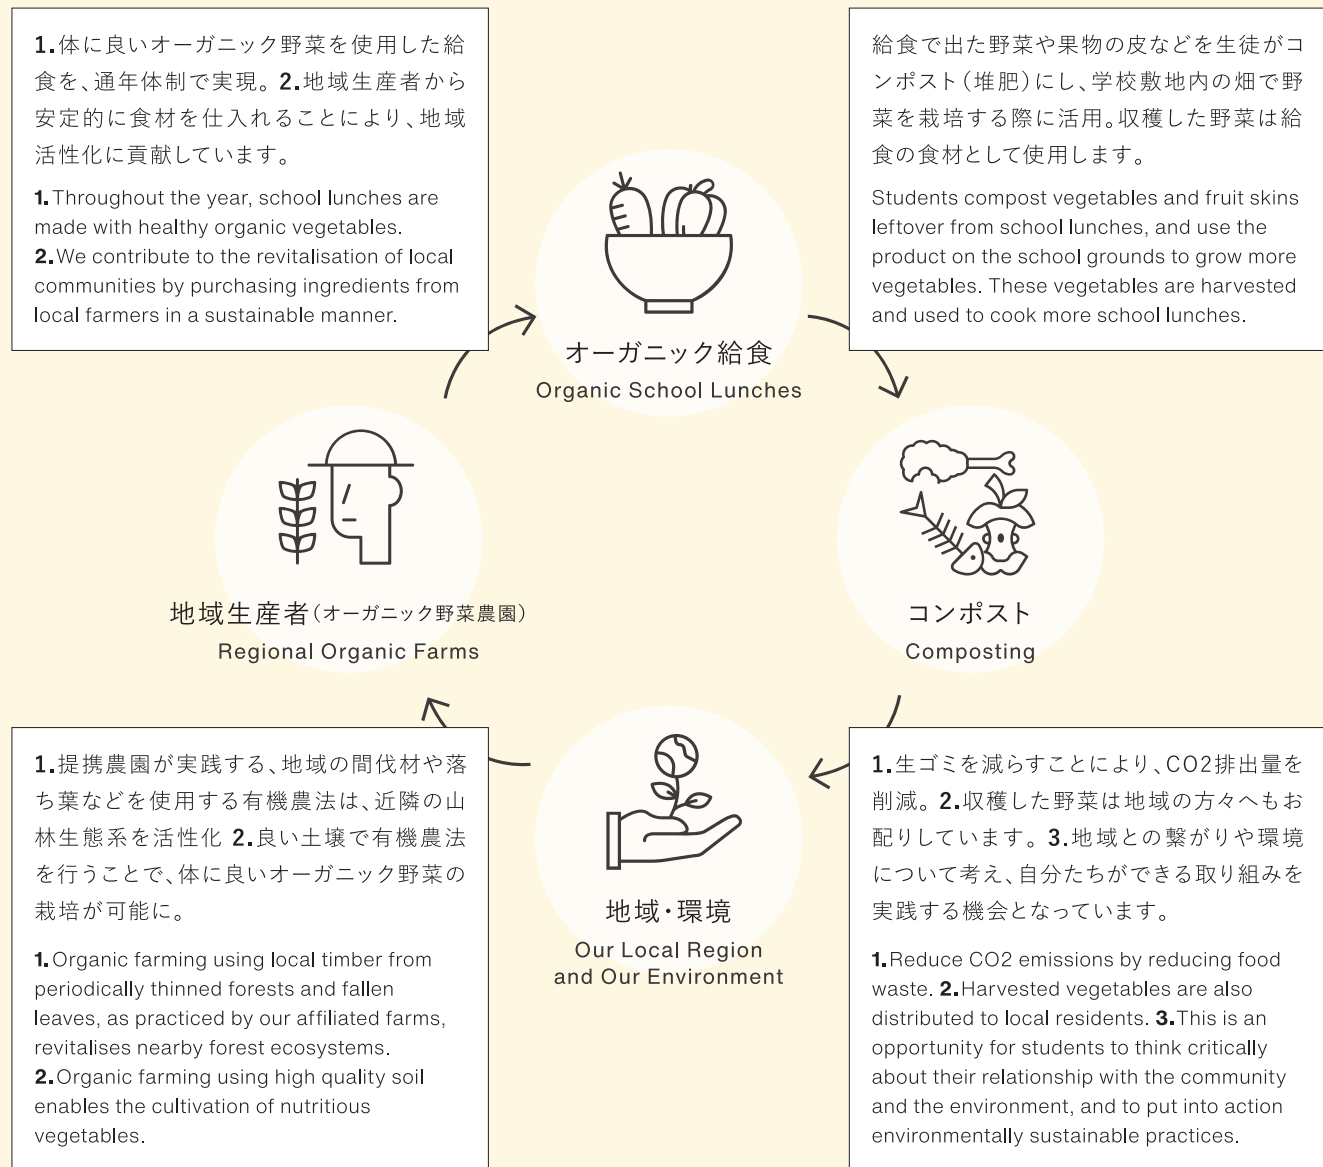 1.体に良いオーガニック野菜を使用した給
食を、通年体制で実現。2.地域生産者から
安定的に食材を仕入れることにより、地域
活性化に貢献しています。
1.Throughout the year, school lunches are
made with healthy organic vegetables.
2.We contribute to the revitalisation of local
communities by purchasing ingredients from
local farmers in a sustainable manner.
給食で出た野菜や果物の皮などを生徒がコ
ンポスト(堆肥)にし、学校敷地内の畑で野
菜を栽培する際に活用。収穫した野菜は給
食の食材として使用します。
Students compost vegetables and fruit skins
leftover from school lunches, and use the
product on the school grounds to grow more
vegetables. These vegetables are harvested
and used to cook more school lunches.
オーガニック給食
Organic School Lunches
地域生産者(オーガニック野菜農園)
Regional Organic Farms
コンポスト
Composting
1.提携農園が実践する、地域の間伐材や落
ち葉などを使用する有機農法は、近隣の山
林生態系を活性化 2.良い土壌で有機農法
を行うことで、体に良いオーガニック野菜の
栽培が可能に。
1.Organic farming using local timber from
periodically thinned forests and fallen
leaves, as practiced by our affiliated farms,
revitalises nearby forest ecosystems.
2.Organic farming using high quality soil
enables the cultivation of nutritious
vegetables.
地域・環境
Our Local Region
and Our Environment
1.生ゴミを減らすことにより、CO2排出量を
削減。2.収穫した野菜は地域の方々へもお
配りしています。3.地域との繋がりや環境
について考え、自分たちができる取り組みを
実践する機会となっています。
1.Reduce CO2 emissions by reducing food
waste. 2.Harvested vegetables are also
distributed to local residents. 3.This is an
opportunity for students to think critically
about their relationship with the community
and the environment, and to put into action
environmentally sustainable practices.